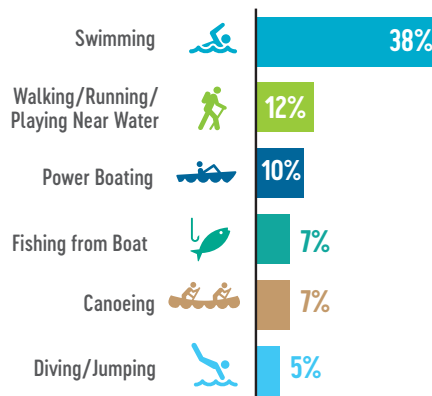 Swimming
38%
Walking/Running/
Playing Near Water
12%
Power Boating
10%
Fishing from Boat
7%
Canoeing
7%
Diving/Jumping
5%